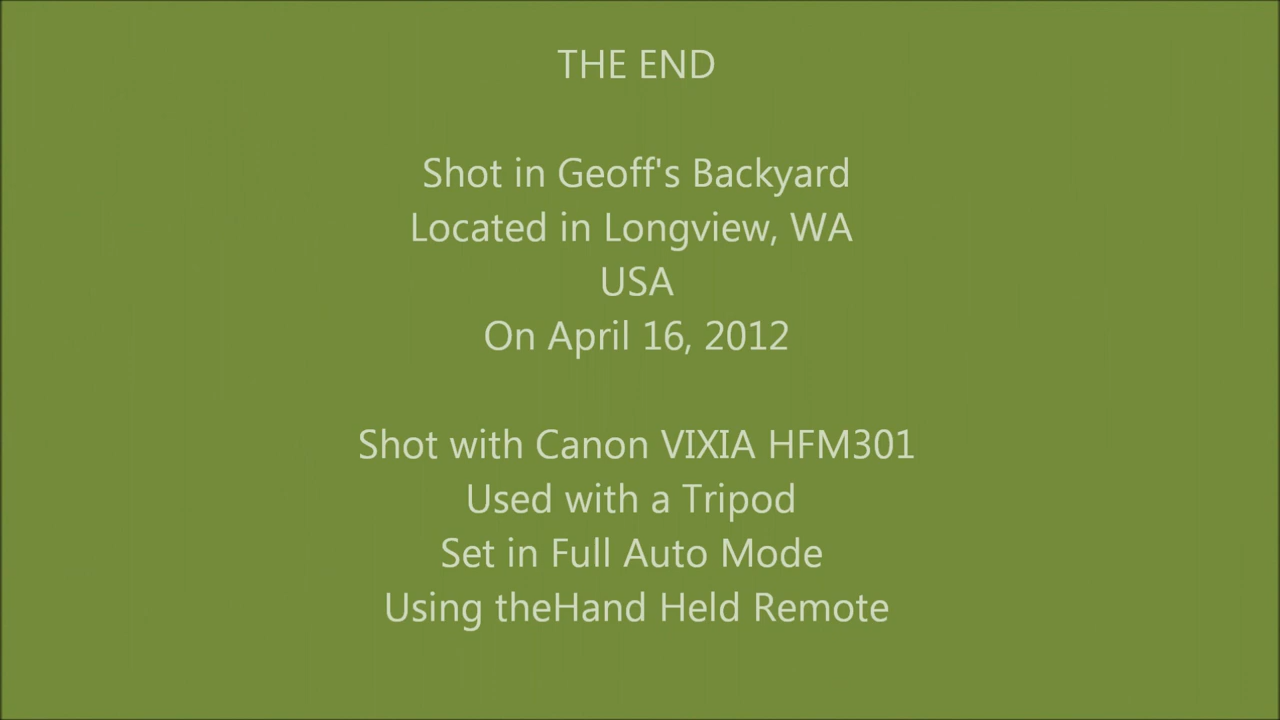 THE END
Shot in Geoff's Backyard
Located in Longview, WA
USA
On April 16, 2012
Shot with Canon VIXIA HFM301
Used with a Tripod
Set in Full Auto Mode
Using theHand Held Remote